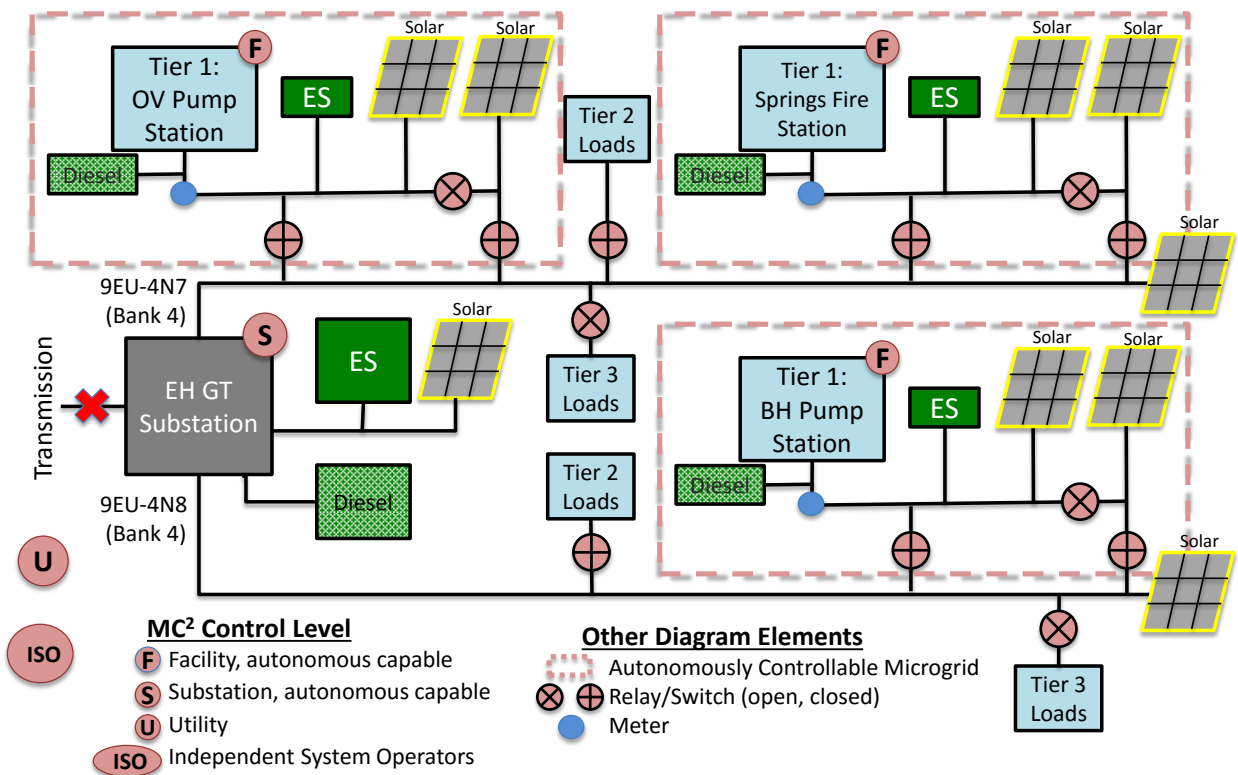 Solar
Solar
F
Tier 1:
OV Pump
Station
ES
Diesel
Tier 2
Loads
Solar
Solar
F
Tier 1:
Springs Fire
Station
ES
Diesel
9EU-4N7
(Bank 4)
Transmission
S
EH GT
Substation
ES
Solar
Diesel
Tier 3
Loads
Solar
Solar
F
Tier 1:
BH Pump
Station
ES
Diesel
9EU-4N8
(Bank 4)
Tier 2
Loads
Solar
Tier 3
Loads
U
ISO
MC² Control Level
F Facility, autonomous capable
S Substation, autonomous capable
U Utility
ISO Independent System Operators
Other Diagram Elements
Autonomously Controllable Microgrid
Relay/Switch (open, closed)
Meter